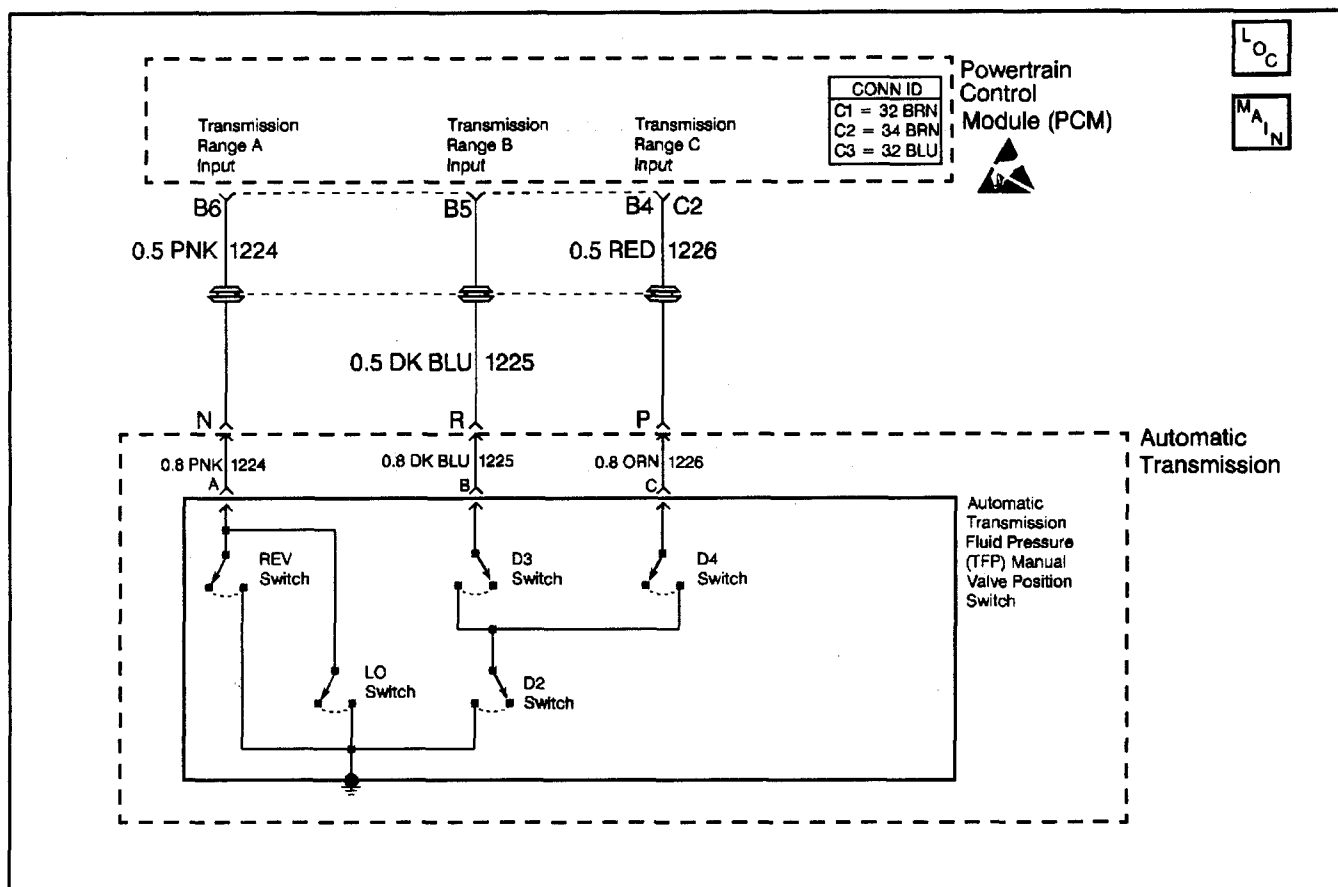 L O C
Powertrain
Control
Module (PCM)
CONN ID
C1 = 32 BRN
C2 = 34 BRN
C3 = 32 BLU
M A I N
Transmission
Range A
Input
Transmission
Range B
Input
Transmission
Range C
Input
B6
B5
B4
C2
0.5 PNK 1224
0.5 RED 1226
0.5 DK BLU 1225
N
R
P
Automatic
Transmission
0.8 PNK 1224
0.8 DK BLU 1225
0.8 ORN 1226
A
B
C
Automatic
Transmission
Fluid Pressure
(TFP) Manual
Valve Position
Switch
REV
Switch
D3
Switch
D4
Switch
LO
Switch
D2
Switch